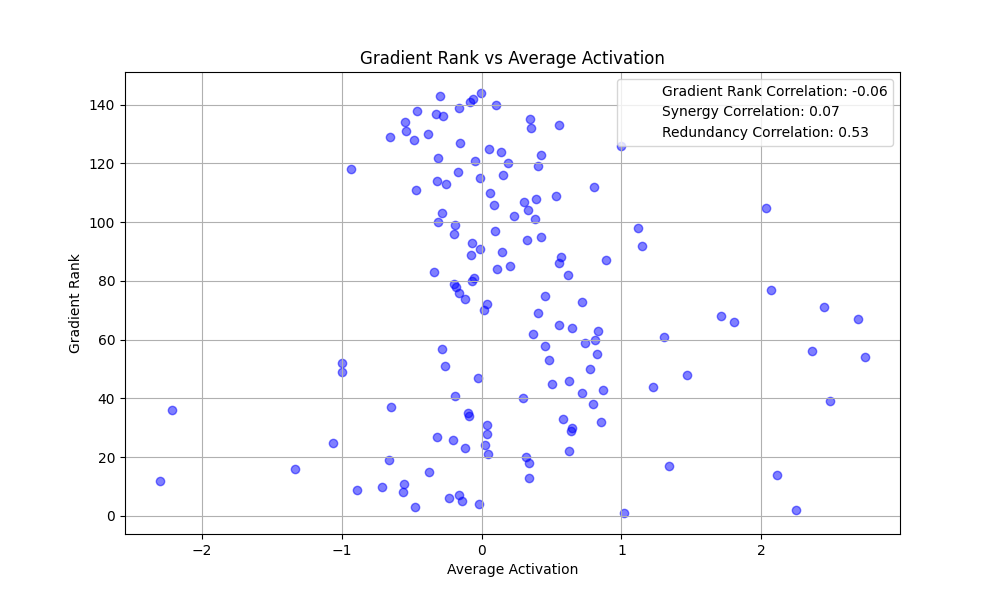 Gradient Rank vs Average Activation
Gradient Rank Correlation: -0.06
Synergy Correlation: 0.07
Redundancy Correlation: 0.53
140
120
100
80
60
40
20
0
Gradient Rank
−2 −1 0 1 2
Average Activation